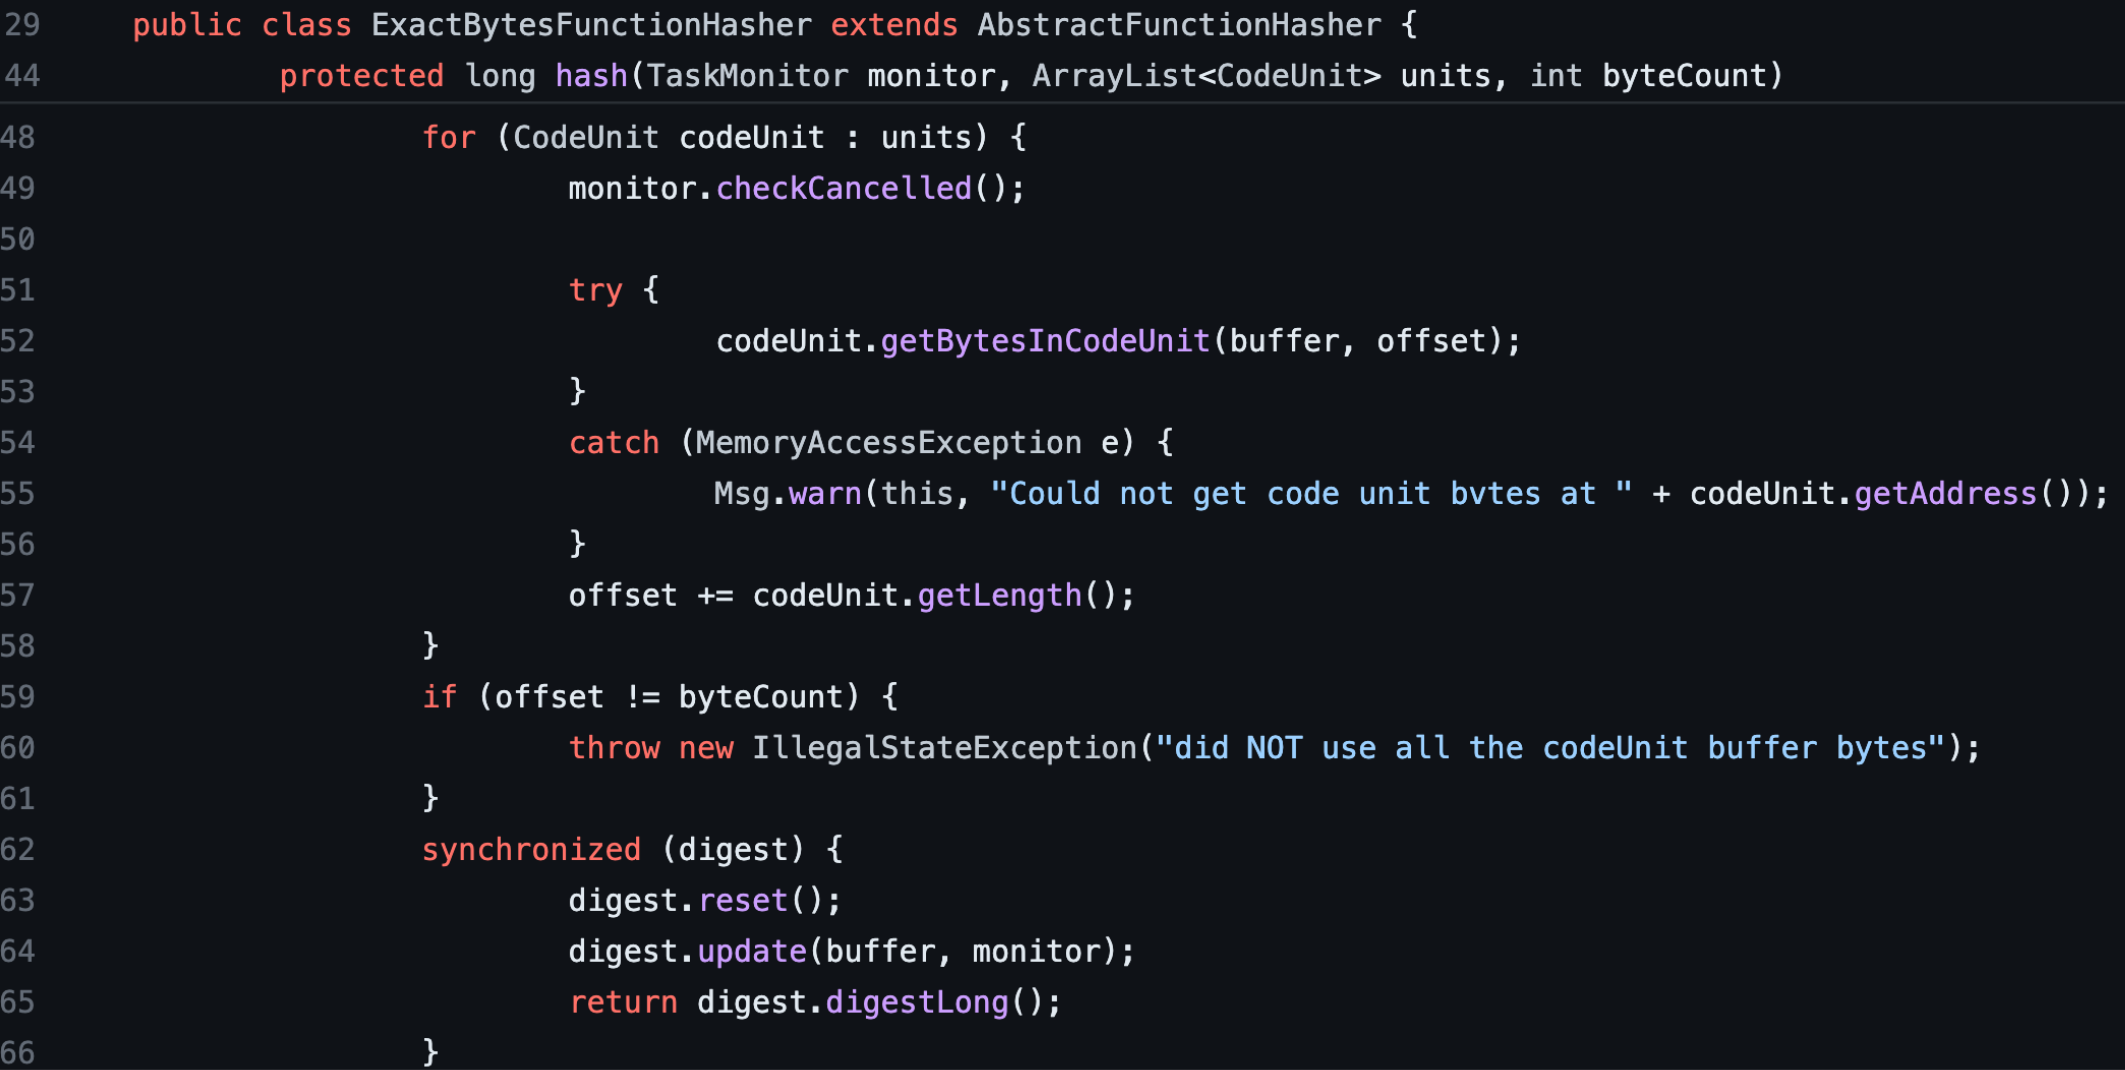 29 public class ExactBytesFunctionHasher extends AbstractFunctionHasher {
44 protected long hash(TaskMonitor monitor, ArrayList<CodeUnit> units, int byteCount)
48 for (CodeUnit codeUnit : units) {
49 monitor.checkCancelled();
50
51 try {
52 codeUnit.getBytesInCodeUnit(buffer, offset);
53 }
54 catch (MemoryAccessException e) {
55 Msg.warn(this, "Could not get code unit bvtes at " + codeUnit.getAddress());
56 }
57 offset += codeUnit.getLength();
58 }
59 if (offset != byteCount) {
60 throw new IllegalStateException("did NOT use all the codeUnit buffer bytes");
61 }
62 synchronized (digest) {
63 digest.reset();
64 digest.update(buffer, monitor);
65 return digest.digestLong();
66 }